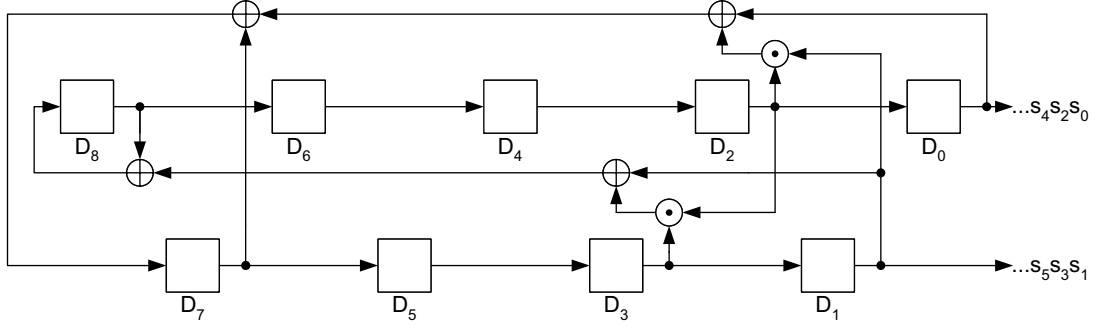 D₈ D₆ D₄ D₂ D₀ ...s₄s₂s₀
D₇ D₅ D₃ D₁ ...s₅s₃s₁